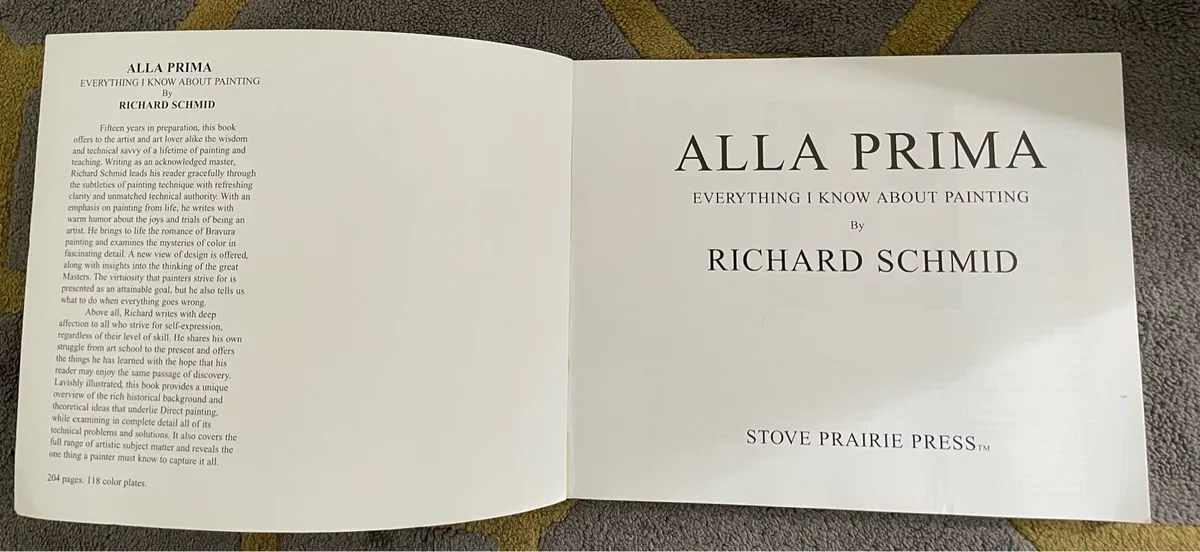 ALLA PRIMA
EVERYTHING I KNOW ABOUT PAINTING
By
RICHARD SCHMID
Fifteen years in preparation, this book
offers to the artist and art lover alike the wisdom
and technical savvy of a lifetime of painting and
teaching. Writing as an acknowledged master,
Richard Schmid leads his reader gracefully through
the subtleties of painting technique with refreshing
clarity and unmatched technical authority. With an
emphasis on painting from life, he writes with
warm humor about the joys and trials of being an
artist. He brings to life the romance of Bravura
painting and examines the mysteries of color in
fascinating detail. A new view of design is offered,
along with insights into the thinking of the great
Masters. The virtuosity that painters strive for is
presented as an attainable goal, but he also tells us
what to do when everything goes wrong.
Above all, Richard writes with deep
affection to all who strive for self-expression,
regardless of their level of skill. He shares his own
struggle from art school to the present and offers
the things he has learned with the hope that his
reader may enjoy the same passage of discovery.
Lavishly illustrated, this book provides a unique
overview of the rich historical background and
theoretical ideas that underlie Direct painting,
while examining in complete detail all of its
technical problems and solutions. It also covers the
full range of artistic subject matter and reveals the
one thing a painter must know to capture it all.
204 pages. 118 color plates.
ALLA PRIMA
EVERYTHING I KNOW ABOUT PAINTING
By
RICHARD SCHMID
STOVE PRAIRIE PRESS™